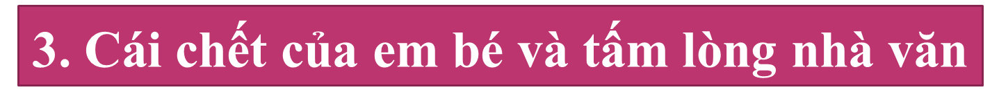 3. Cái chết của em bé và tấm lòng nhà văn